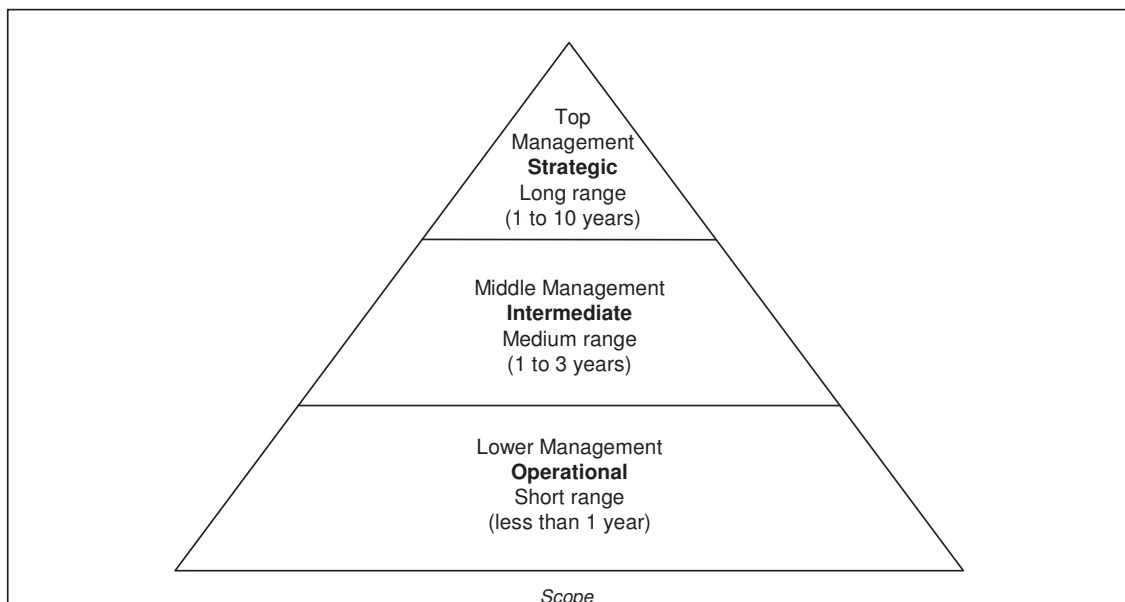 Top
Management
Strategic
Long range
(1 to 10 years)
Middle Management
Intermediate
Medium range
(1 to 3 years)
Lower Management
Operational
Short range
(less than 1 year)
Scope